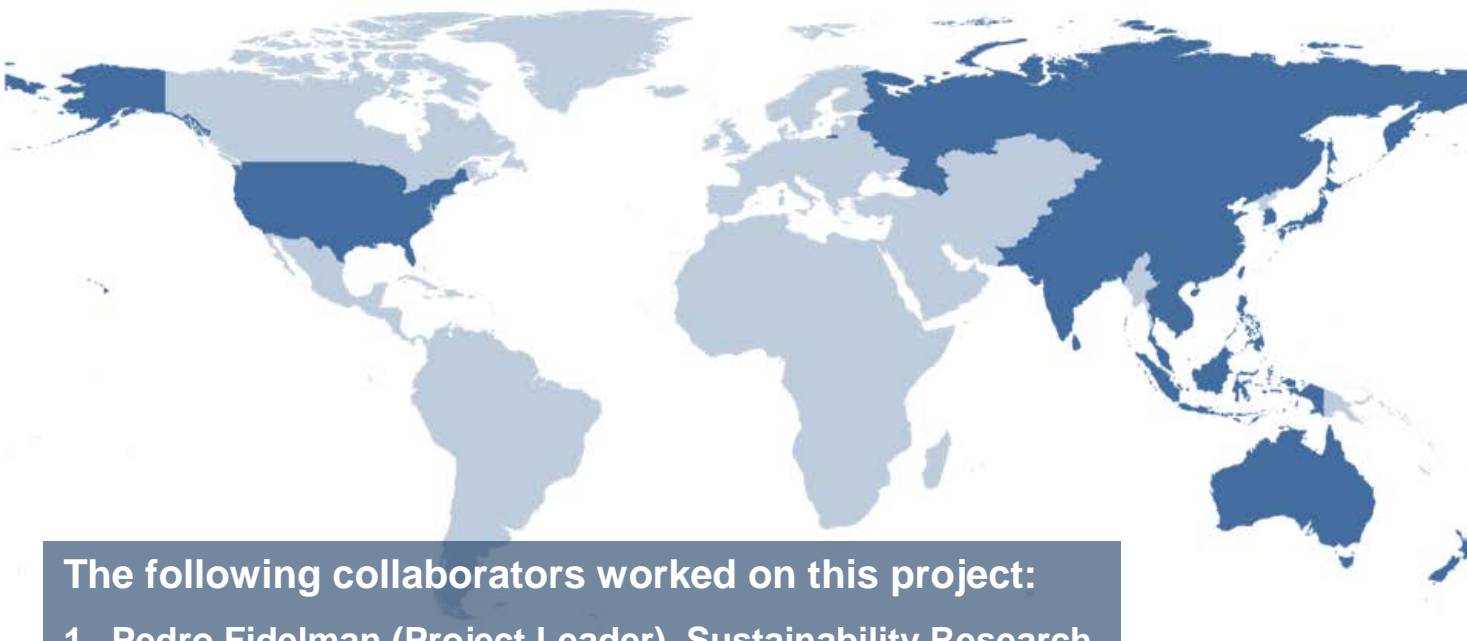 The following collaborators worked on this project:
1. Pedro Fidelman (Project Leader), Sustainability Research